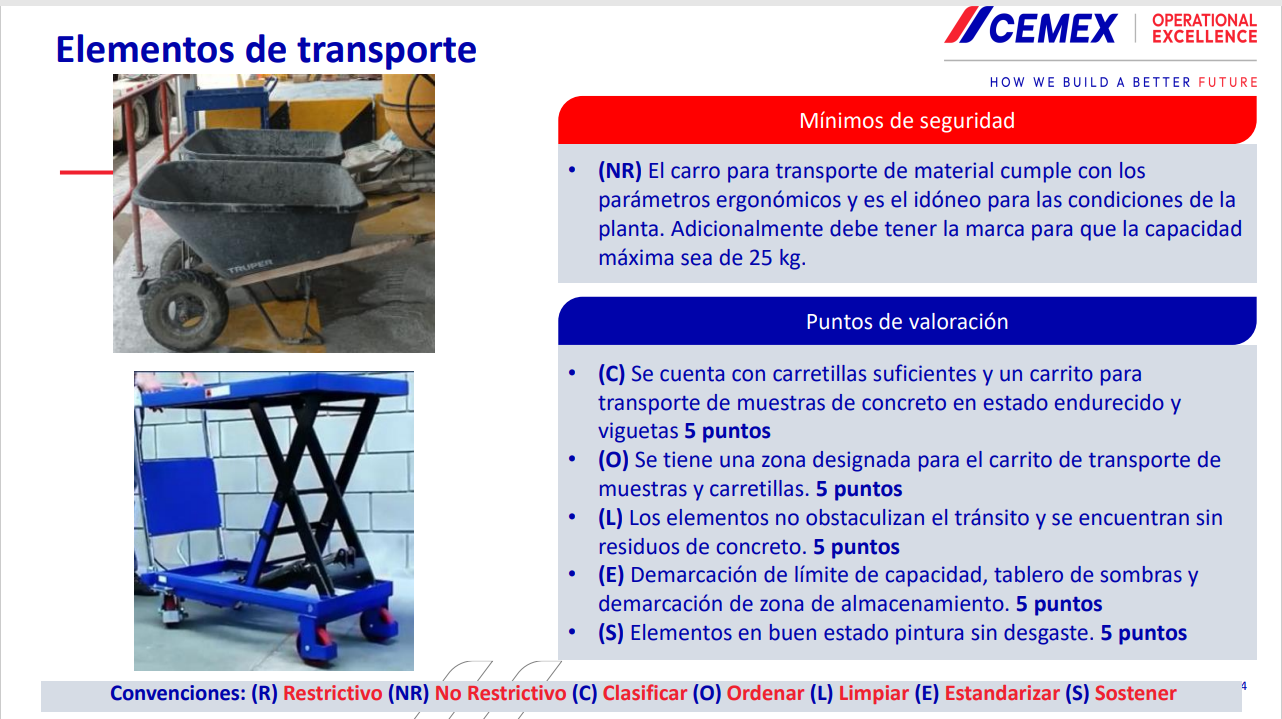 Elementos de transporte
CEMEX
OPERATIONAL
EXCELLENCE
HOW WE BUILD A BETTER FUTURE
TRUPER
Mínimos de seguridad
• (NR) El carro para transporte de material cumple con los
parámetros ergonómicos y es el idóneo para las condiciones de la
planta. Adicionalmente debe tener la marca para que la capacidad
máxima sea de 25 kg.
Puntos de valoración
• (C) Se cuenta con carretillas suficientes y un carrito para
transporte de muestras de concreto en estado endurecido y
viguetas 5 puntos
• (O) Se tiene una zona designada para el carrito de transporte de
muestras y carretillas. 5 puntos
• (L) Los elementos no obstaculizan el tránsito y se encuentran sin
residuos de concreto. 5 puntos
• (E) Demarcación de límite de capacidad, tablero de sombras y
demarcación de zona de almacenamiento. 5 puntos
• (S) Elementos en buen estado pintura sin desgaste. 5 puntos
Convenciones: (R) Restrictivo (NR) No Restrictivo (C) Clasificar (O) Ordenar (L) Limpiar (E) Estandarizar (S) Sostener
4